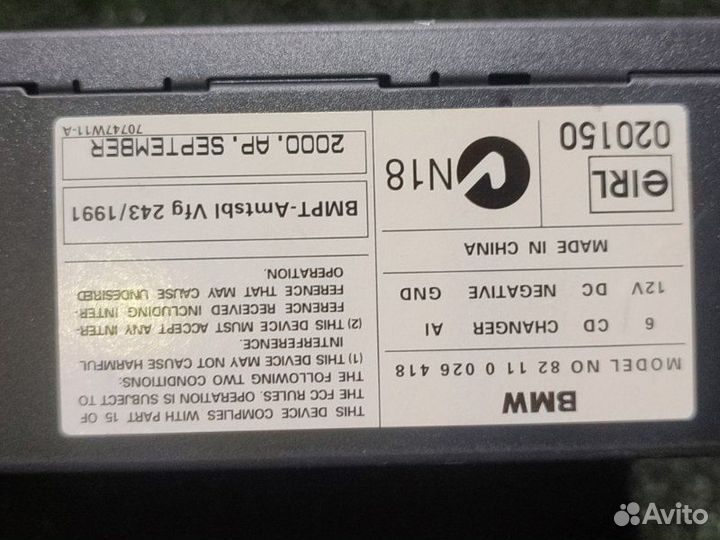 BMW
MODEL NO 82 11 0 026 418
6 CD CHANGER AI
12V DC NEGATIVE GND
MADE IN CHINA
eIRL
020150
N18
THIS DEVICE COMPLIES WITH PART 15 OF
THE FCC RULES. OPERATION IS SUBJECT TO
THE FOLLOWING TWO CONDITIONS:
(1) THIS DEVICE MAY NOT CAUSE HARMFUL
INTERFERENCE.
(2) THIS DEVICE MUST ACCEPT ANY INTER-
FERENCE RECEIVED INCLUDING INTER-
FERENCE THAT MAY CAUSE UNDESIRED
OPERATION.
BMPT-Amtsbl Vfg 243/1991
2000, AP, SEPTEMBER
70747W11-A
Avito